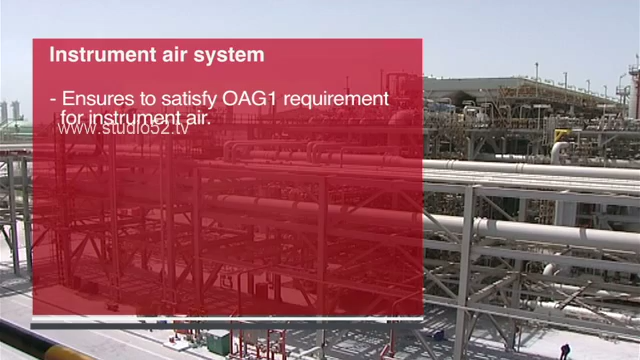 Instrument air system
- Ensures to satisfy OAG1 requirement
for instrument air.
www.studio52.tv